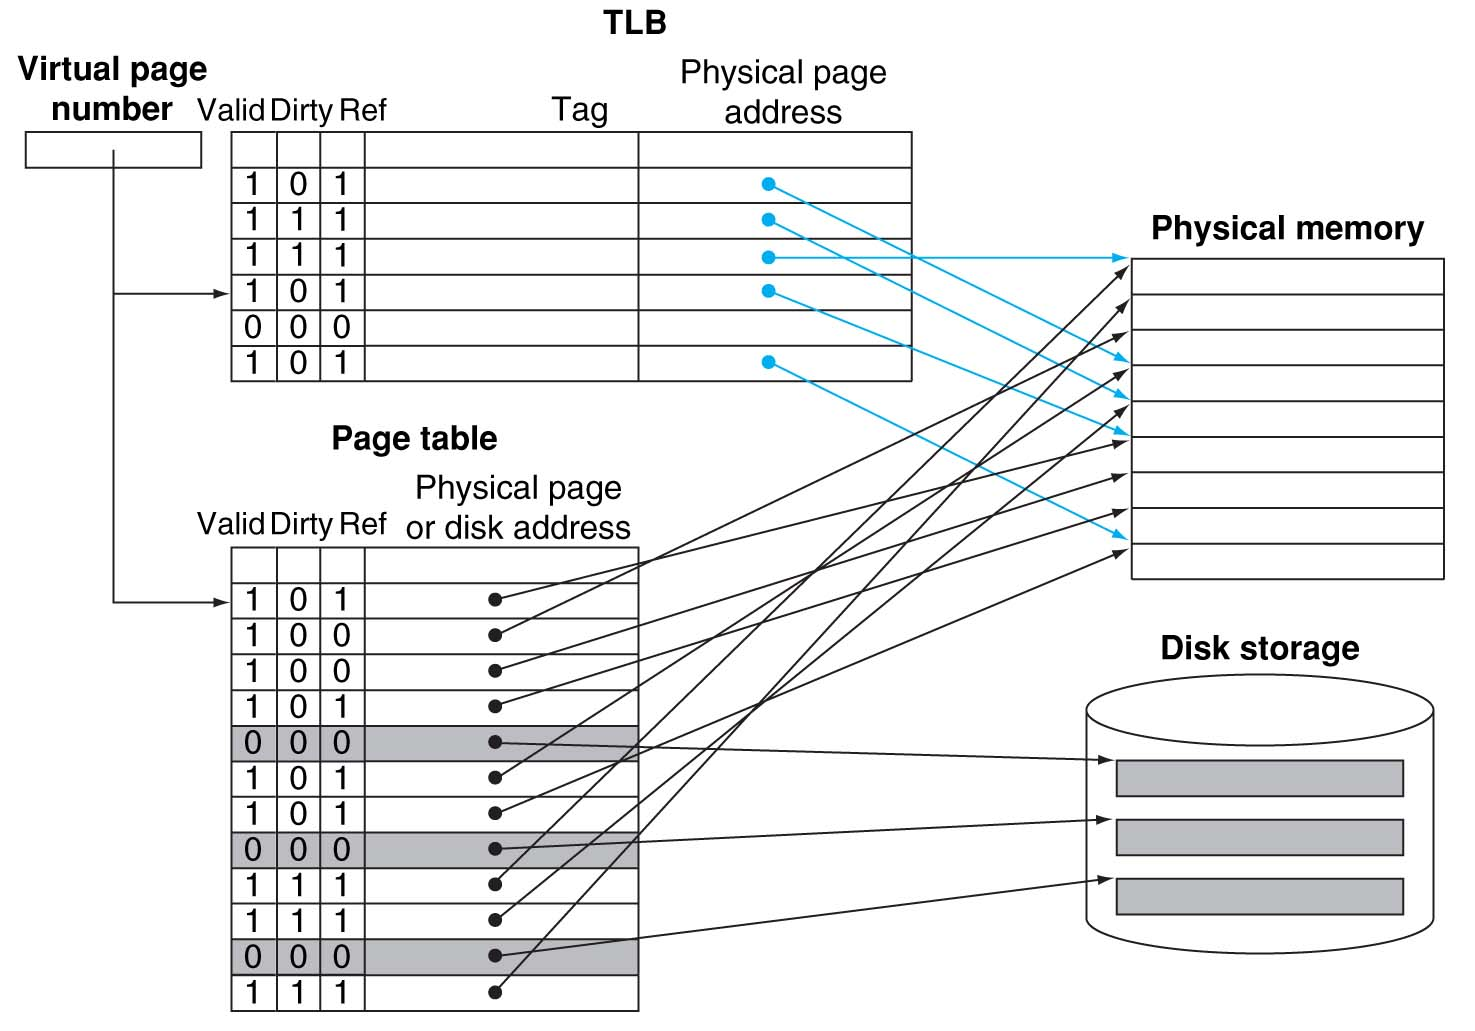 TLB
Virtual page
number
Physical page
address
Valid Dirty Ref
Tag
1 0 1
1 1 1
1 1 1
1 0 1
0 0 0
1 0 1
Physical memory
Page table
Physical page
or disk address
Valid Dirty Ref
1 0 1
1 0 0
1 0 0
1 0 1
0 0 0
1 0 1
1 0 1
0 0 0
1 1 1
1 1 1
0 0 0
1 1 1
Disk storage